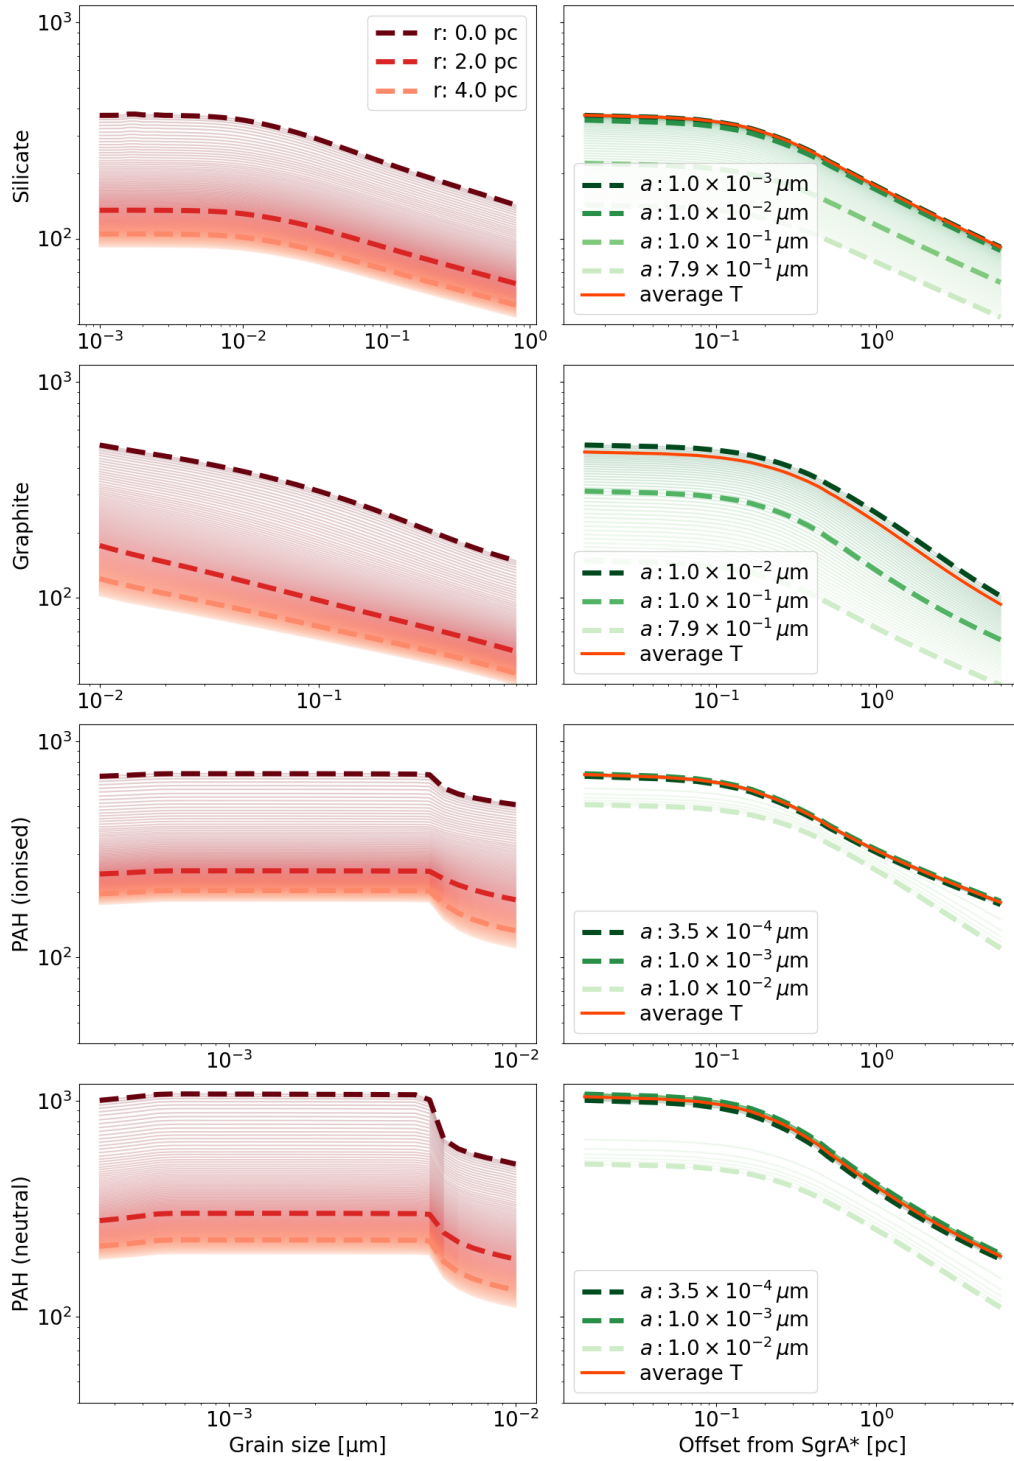 10³
10²
Silicate
r: 0.0 pc
r: 2.0 pc
r: 4.0 pc
10⁻³
10⁻²
10⁻¹
10⁰
a : 1.0 × 10⁻³ μm
a : 1.0 × 10⁻² μm
a : 1.0 × 10⁻¹ μm
a : 7.9 × 10⁻¹ μm
average T
10⁻¹
10⁰
10³
10²
Graphite
10⁻²
10⁻¹
a : 1.0 × 10⁻² μm
a : 1.0 × 10⁻¹ μm
a : 7.9 × 10⁻¹ μm
average T
10⁻¹
10⁰
10³
10²
PAH (ionised)
10⁻³
10⁻²
a : 3.5 × 10⁻⁴ μm
a : 1.0 × 10⁻³ μm
a : 1.0 × 10⁻² μm
average T
10⁻¹
10⁰
10³
10²
PAH (neutral)
10⁻³
10⁻²
Grain size [μm]
a : 3.5 × 10⁻⁴ μm
a : 1.0 × 10⁻³ μm
a : 1.0 × 10⁻² μm
average T
10⁻¹
10⁰
Offset from SgrA* [pc]